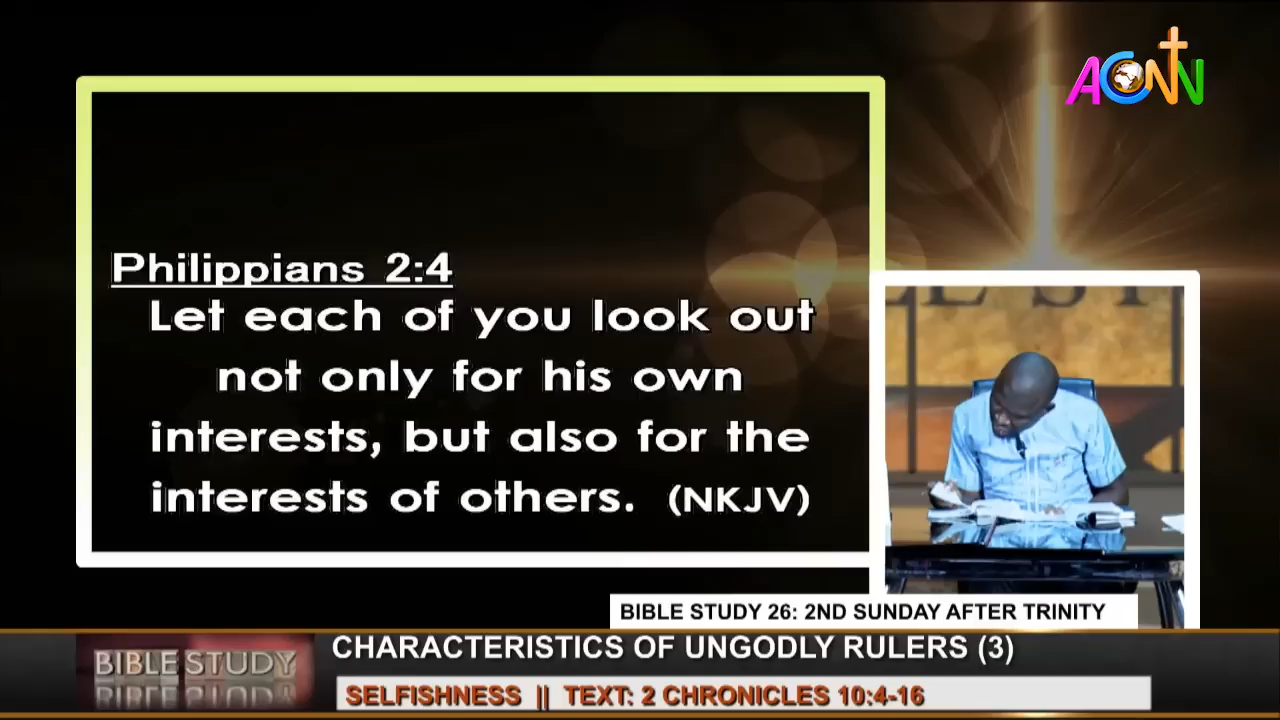 ACNN
Philippians 2:4
Let each of you look out
not only for his own
interests, but also for the
interests of others. (NKJV)
BIBLE STUDY 26: 2ND SUNDAY AFTER TRINITY
BIBLE STUDY
CHARACTERISTICS OF UNGODLY RULERS (3)
SELFISHNESS || TEXT: 2 CHRONICLES 10:4-16